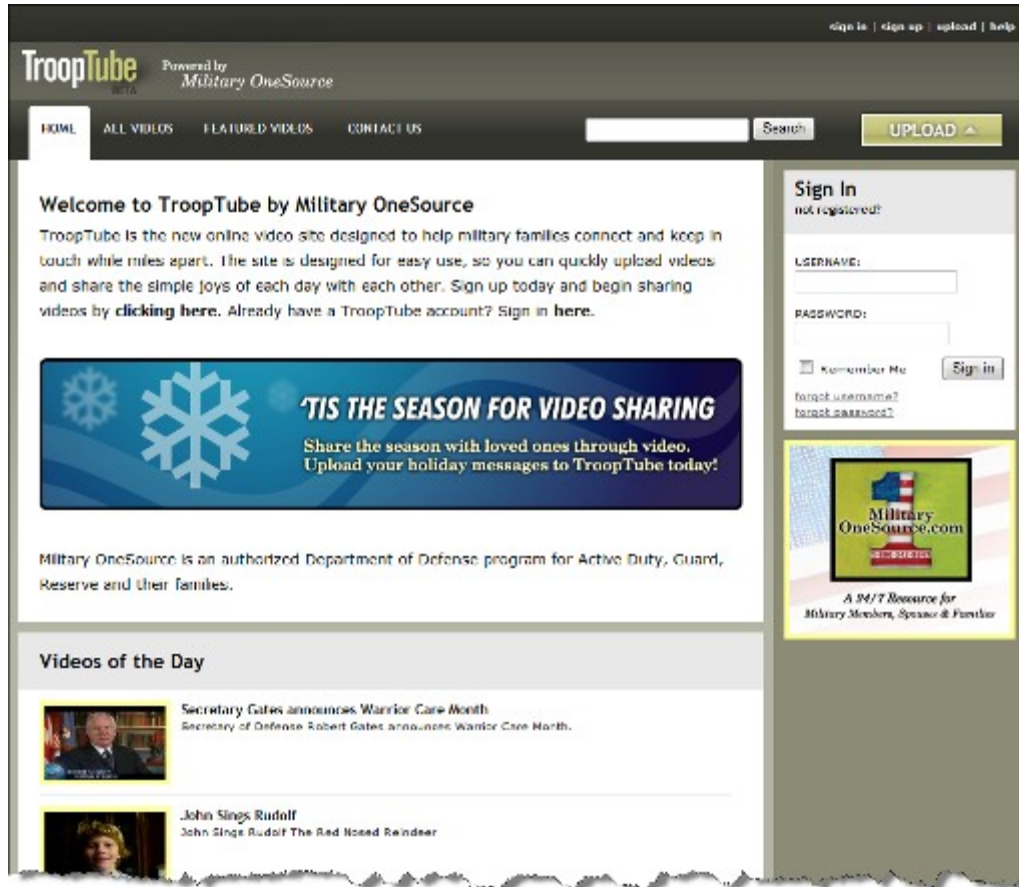 sign in | sign up | upload | help
TroopTube
BETA
Powered by
Military OneSource
HOME ALL VIDEOS FEATURED VIDEOS CONTACT US Search UPLOAD
Welcome to TroopTube by Military OneSource
TroopTube is the new online video site designed to help military families connect and keep in
touch while miles apart. The site is designed for easy use, so you can quickly upload videos
and share the simple joys of each day with each other. Sign up today and begin sharing
videos by clicking here. Already have a TroopTube account? Sign in here.
'TIS THE SEASON FOR VIDEO SHARING
Share the season with loved ones through video.
Upload your holiday messages to TroopTube today!
Military OneSource is an authorized Department of Defense program for Active Duty, Guard,
Reserve and their families.
Videos of the Day
Secretary Gates announces Warrior Care Month
Secretary of Defense Robert Gates announces Warrior Care Month.
John Sings Rudolf
John Sings Rudolf The Red Nosed Reindeer
Sign In
not registered?
USERNAME:
PASSWORD:
Remember Me Sign in
forgot username?
forgot password?
Military
OneSource.com
A 24/7 Resource for
Military Members, Spouses & Families